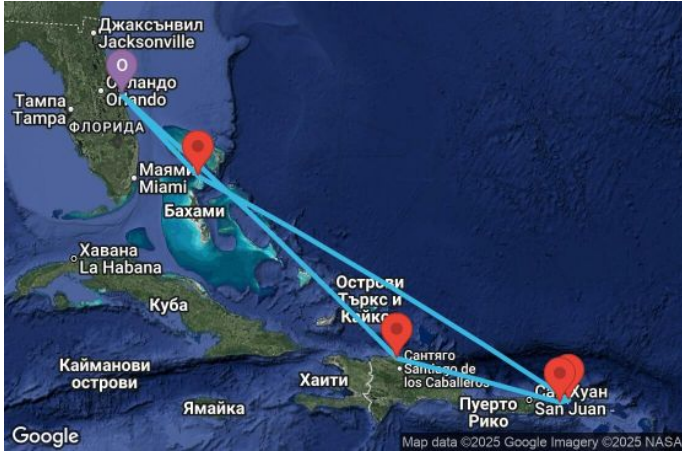 Джаксънвил
Jacksonville
O
Орландо
Orlando
Тампа
Tampa
ФЛОРИДА
Маями
Miami
Бахами
Хавана
La Habana
Куба
Острови
Търкс и
Кайкос
Сантяго
Santiago de
los Caballeros
Кайманови
острови
Хаити
Ямайка
Пуерто
Рико
Сан Хуан
San Juan
Google
Map data ©2025 Google Imagery ©2025 NASA